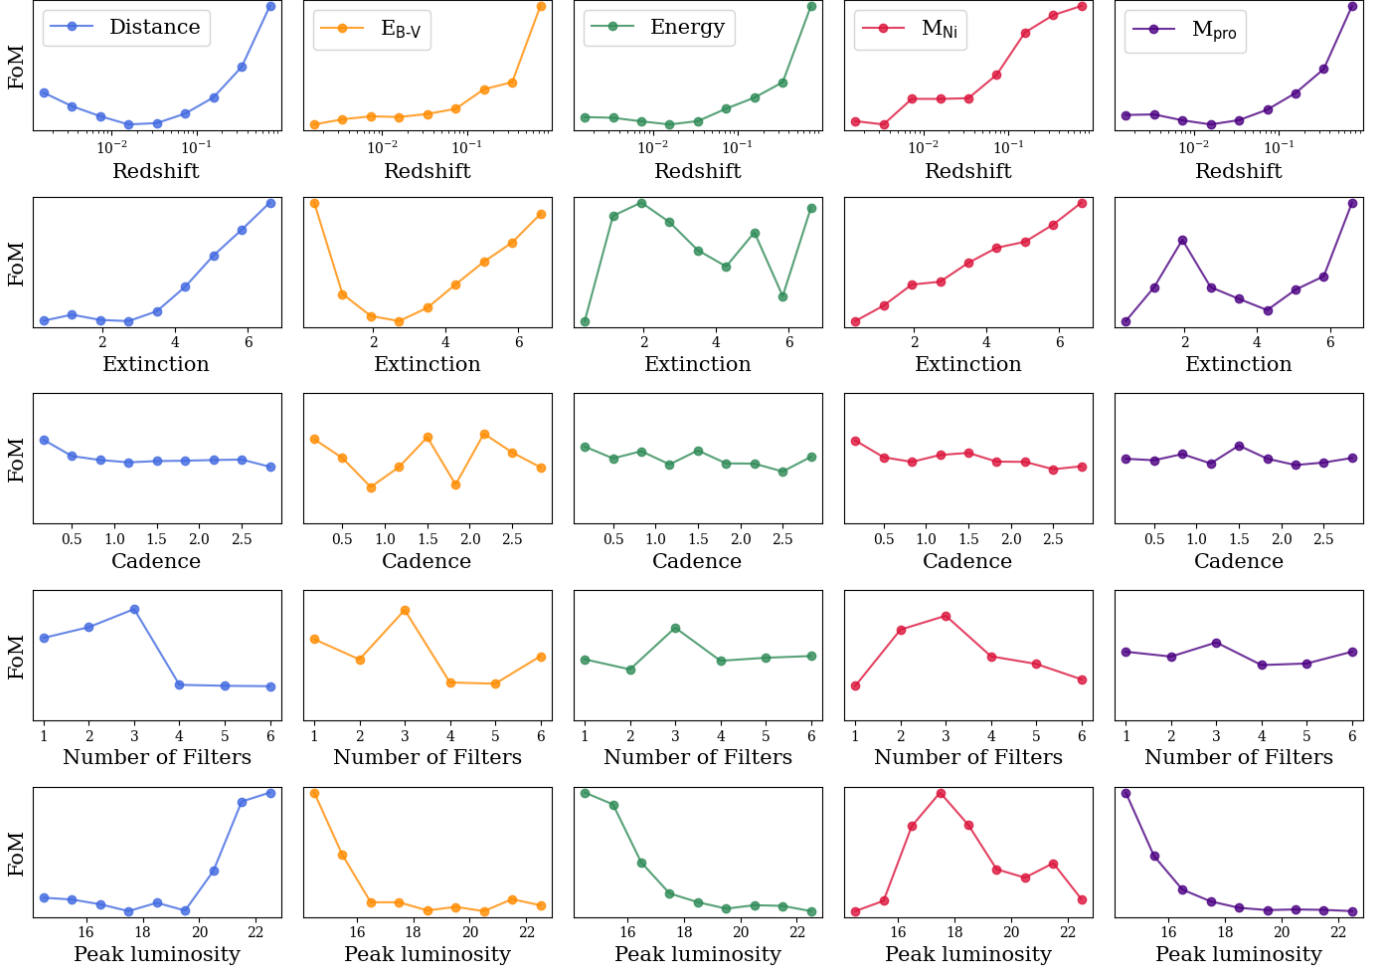 FoM
Distance
E_B-V
Energy
M_Ni
M_pro
10⁻² 10⁻¹ 10⁻² 10⁻¹ 10⁻² 10⁻¹ 10⁻² 10⁻¹ 10⁻² 10⁻¹
Redshift Redshift Redshift Redshift Redshift
FoM
2 4 6 2 4 6 2 4 6 2 4 6 2 4 6
Extinction Extinction Extinction Extinction Extinction
FoM
0.5 1.0 1.5 2.0 2.5 0.5 1.0 1.5 2.0 2.5 0.5 1.0 1.5 2.0 2.5 0.5 1.0 1.5 2.0 2.5 0.5 1.0 1.5 2.0 2.5
Cadence Cadence Cadence Cadence Cadence
FoM
1 2 3 4 5 6 1 2 3 4 5 6 1 2 3 4 5 6 1 2 3 4 5 6 1 2 3 4 5 6
Number of Filters Number of Filters Number of Filters Number of Filters Number of Filters
FoM
16 18 20 22 16 18 20 22 16 18 20 22 16 18 20 22 16 18 20 22
Peak luminosity Peak luminosity Peak luminosity Peak luminosity Peak luminosity